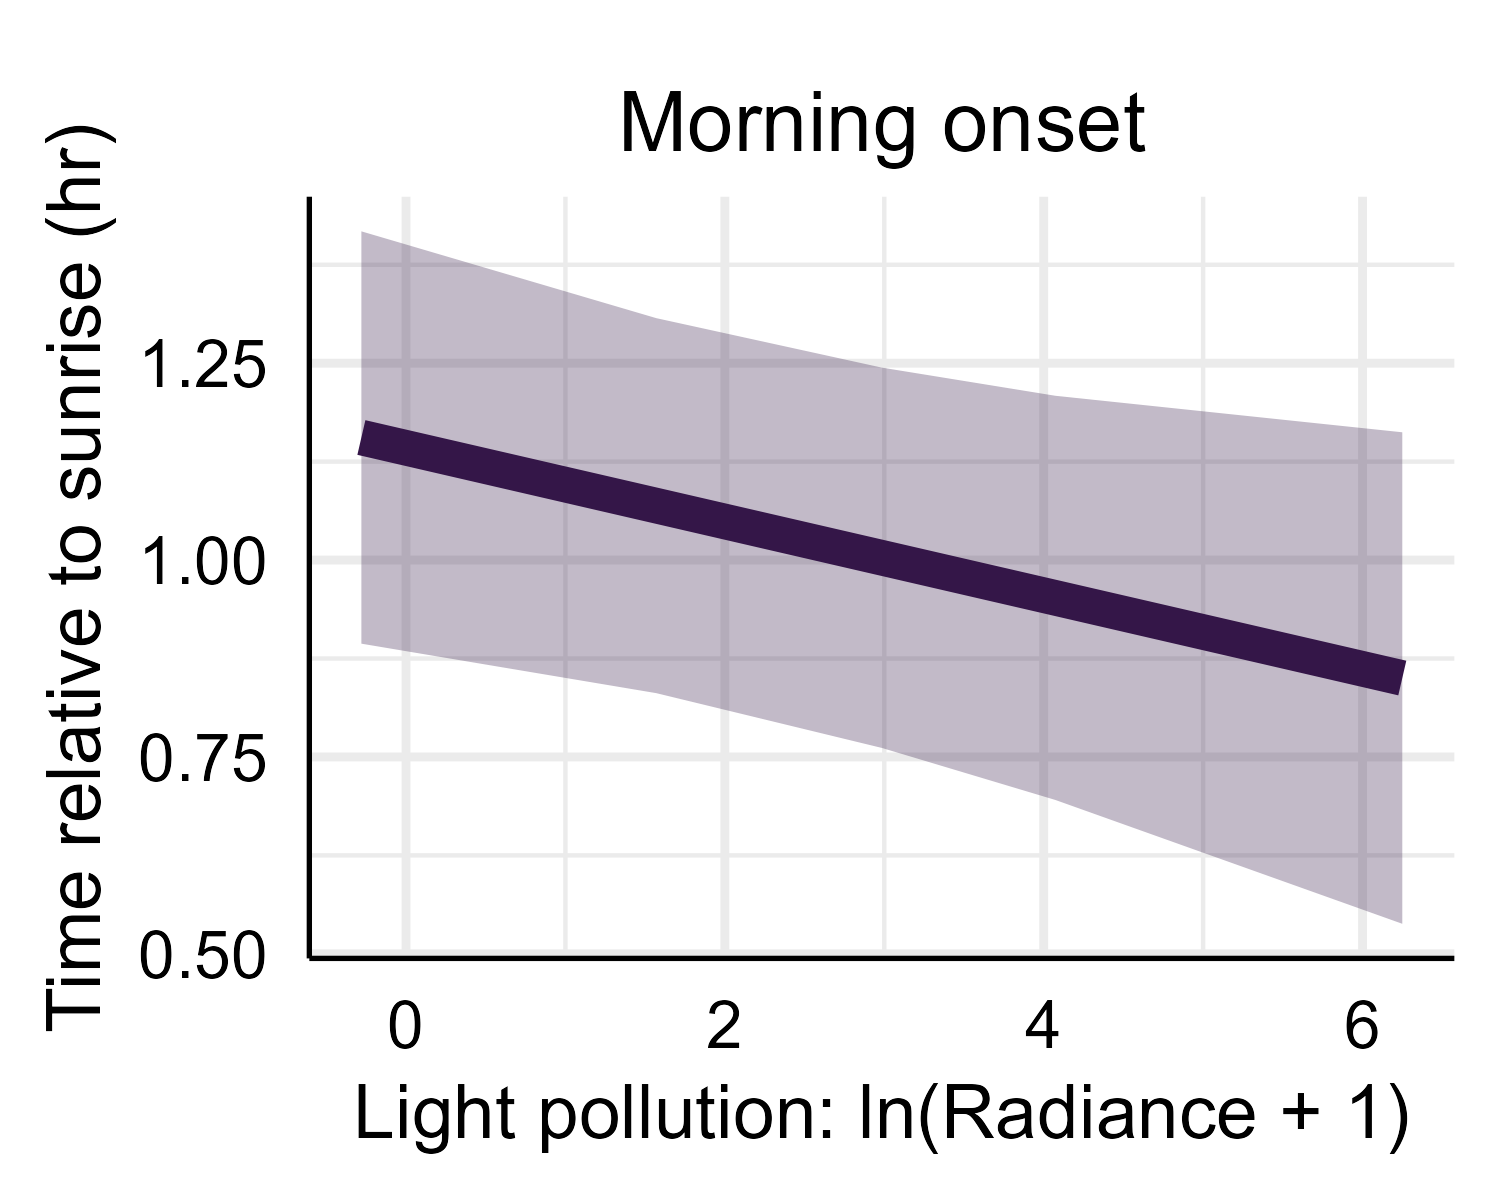 Morning onset
Time relative to sunrise (hr)
1.25
1.00
0.75
0.50
0 2 4 6
Light pollution: ln(Radiance + 1)